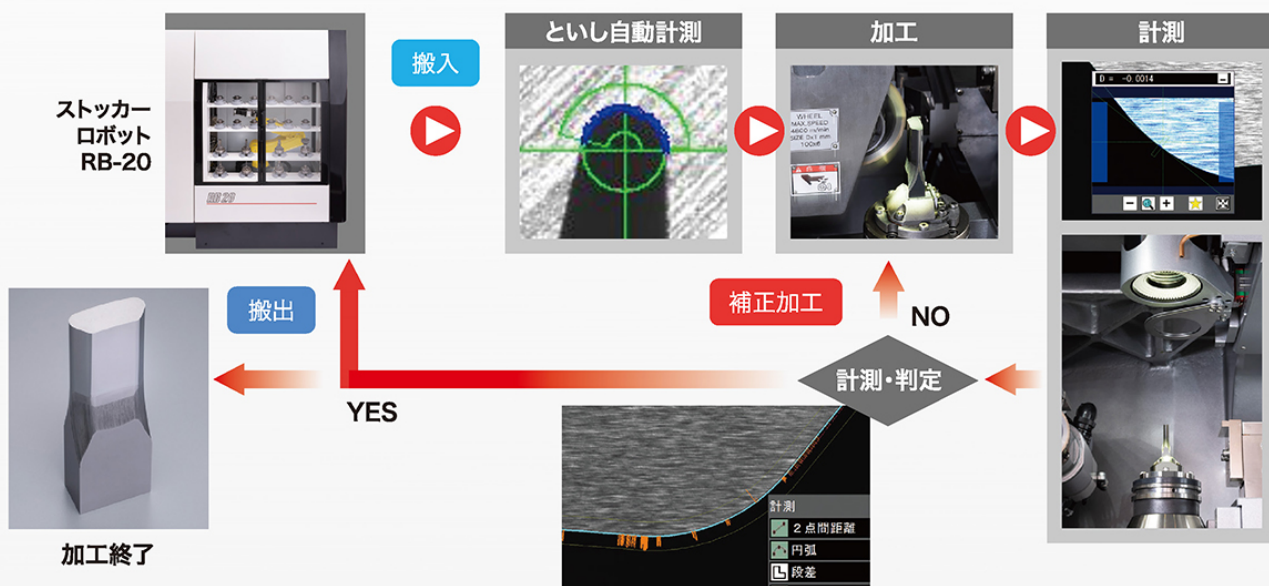 ストッカー
ロボット
RB-20
RB 20
搬入
といし自動計測
加工
WHEEL
MAX.SPEED
計測
D = -0.0014
搬出
補正加工
NO
計測・判定
YES
計測
2点間距離
円弧
段差
加工終了